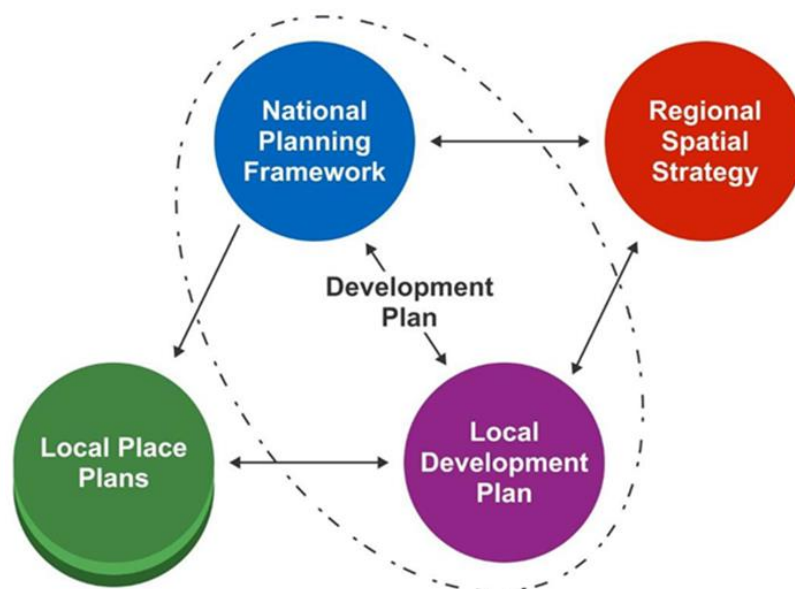 National
Planning
Framework
Regional
Spatial
Strategy
Development
Plan
Local Place
Plans
Local
Development
Plan